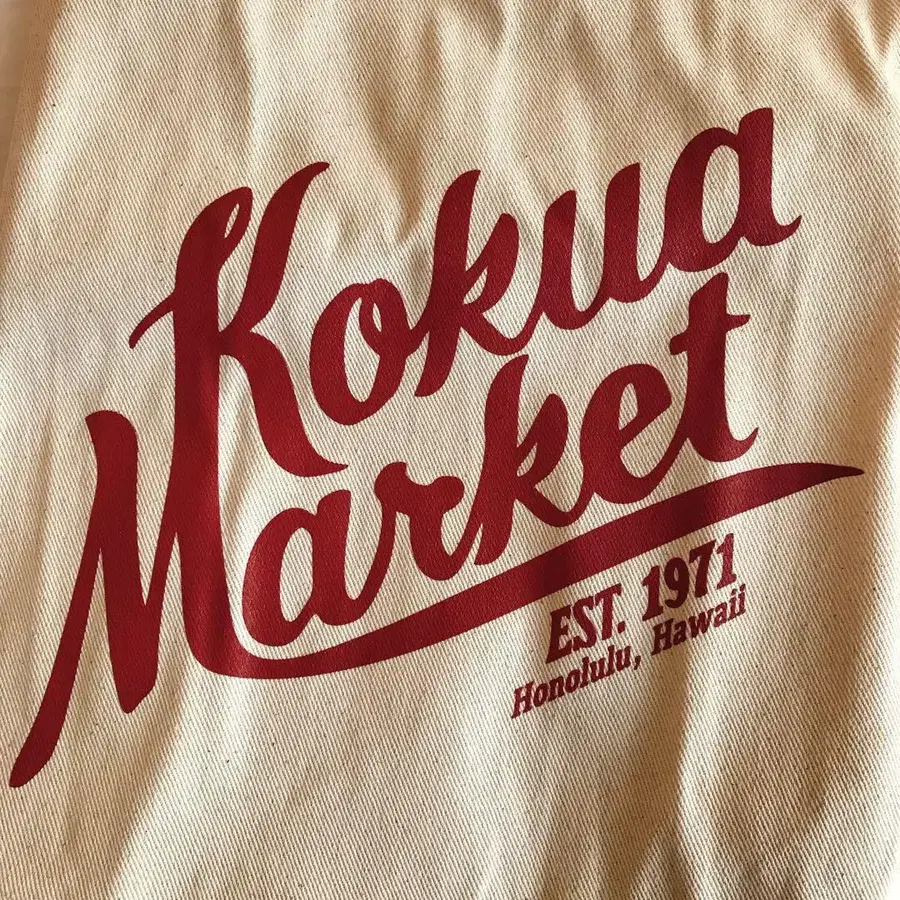 Kokua
Market
EST. 1971
Honolulu, Hawaii